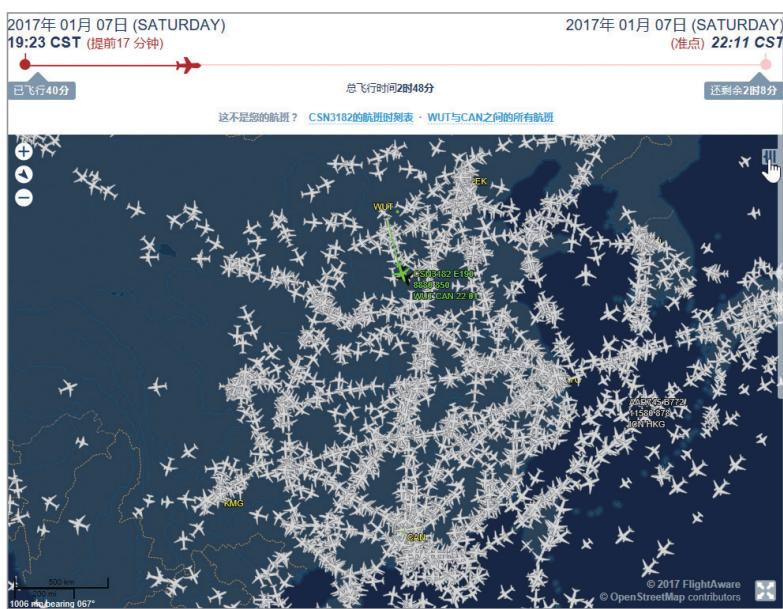 2017年 01月 07日 (SATURDAY)
2017年 01月 07日 (SATURDAY)
19:23 CST (提前17 分钟)
(准点) 22:11 CST
已飞行40分
总飞行时间2时48分
还剩余2时8分
这不是您的航班？ CSN3182的航班时刻表 · WUT与CAN之间的所有航班
EK
WUT
CSN3182 E190
8880 850
WUT CAN 22:01
B772
11580 878
ICN HKG
KMG
CAN
500 km
200 mi
1006 mi bearing 067°
© 2017 FlightAware
© OpenStreetMap contributors